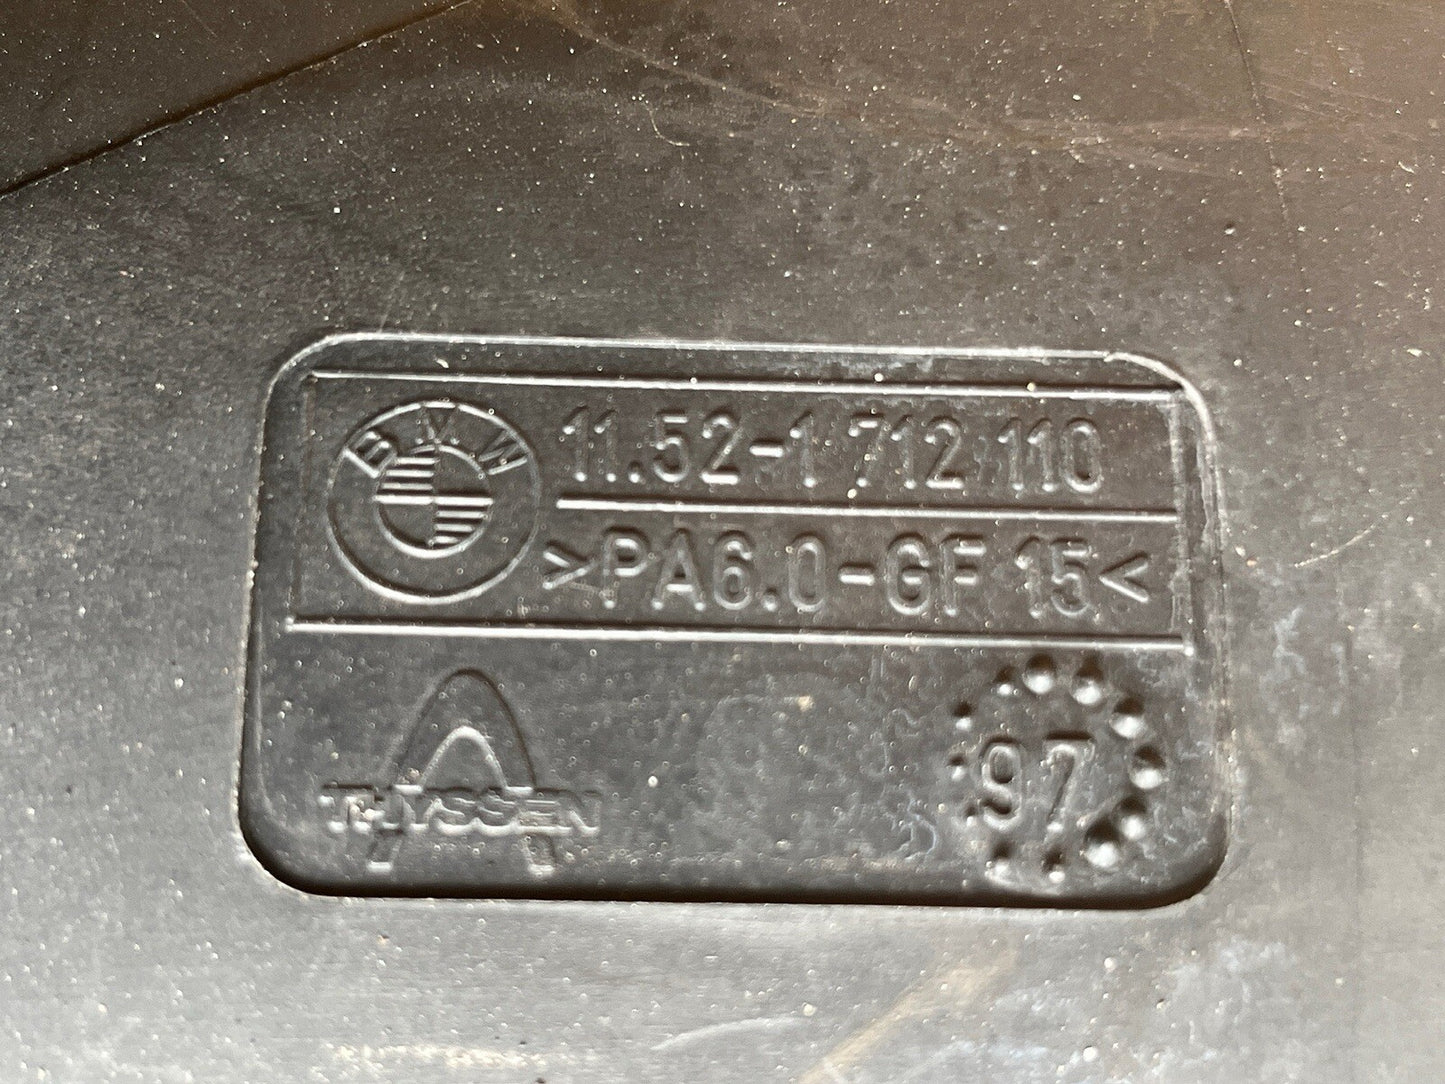 BMW
11.52-1 712 110
>PA6.0-GF 15<
THYSSEN
97